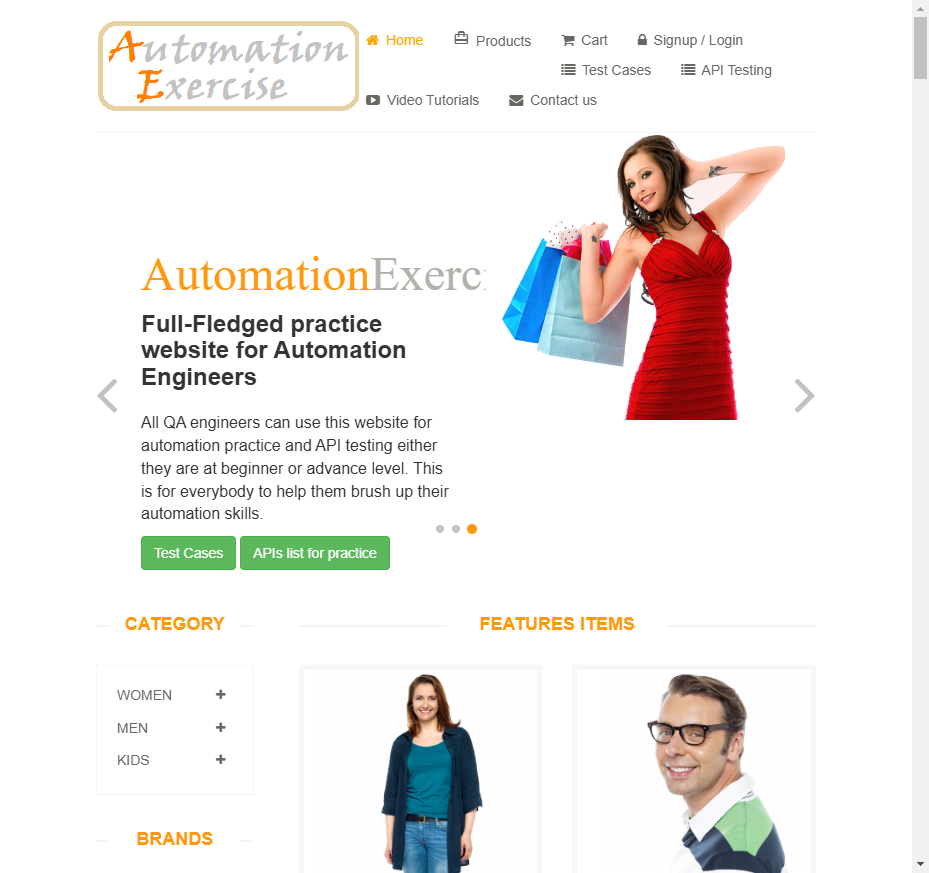 Automation
Exercise
Home
Products
Cart
Signup / Login
Test Cases
API Testing
Video Tutorials
Contact us
AutomationExerc
Full-Fledged practice
website for Automation
Engineers
All QA engineers can use this website for
automation practice and API testing either
they are at beginner or advance level. This
is for everybody to help them brush up their
automation skills.
Test Cases
APIs list for practice
CATEGORY
WOMEN
MEN
KIDS
BRANDS
FEATURES ITEMS